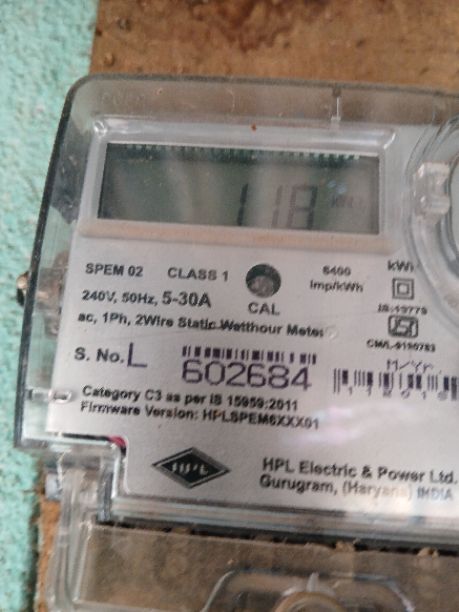 SPEM 02 CLASS 1
6400
imp/kWh
kWh
240V, 50Hz, 5-30A
CAL
ac, 1Ph, 2Wire Static Watthour Meter
IS:13779
CM/L-9190783
S. No. L 602684
M/Yr.
Category C3 as per IS 15959:2011
Firmware Version: HPLSPEM6XXX01
HPL
HPL Electric & Power Ltd.
Gurugram, (Haryana) INDIA